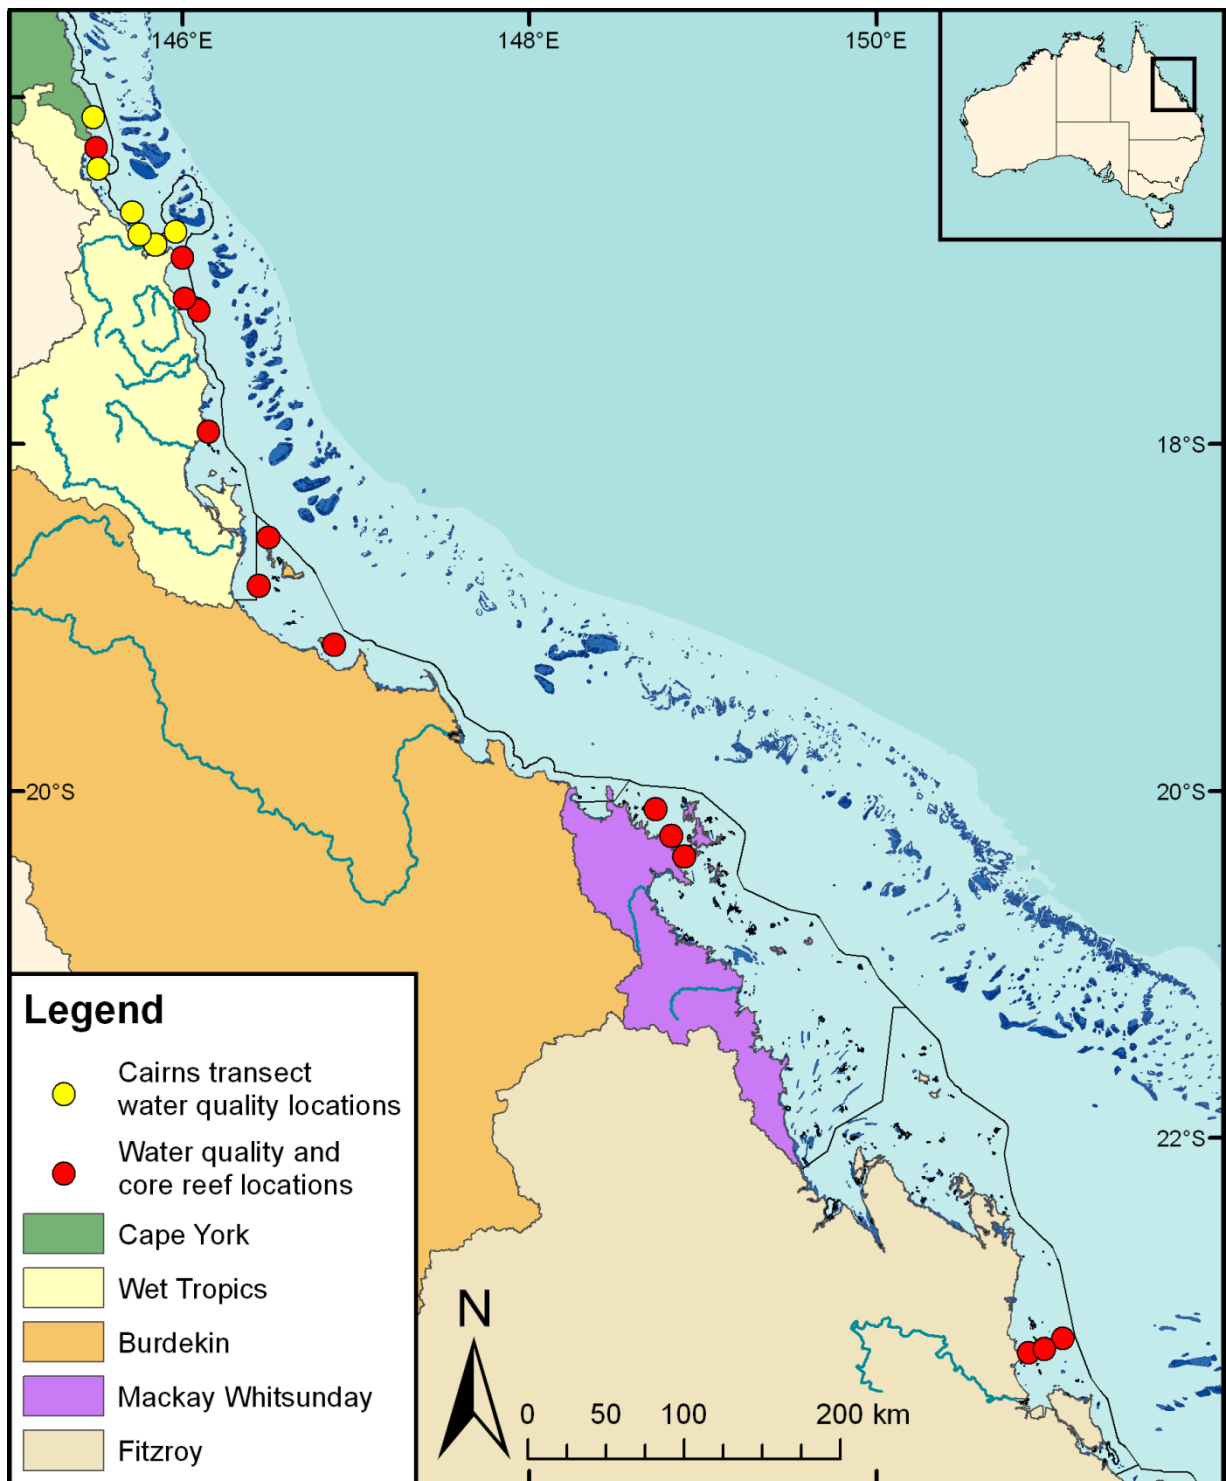 146°E
148°E
150°E
18°S
20°S
20°S
22°S
Legend
Cairns transect
water quality locations
Water quality and
core reef locations
Cape York
Wet Tropics
Burdekin
Mackay Whitsunday
Fitzroy
N
0 50 100 200 km